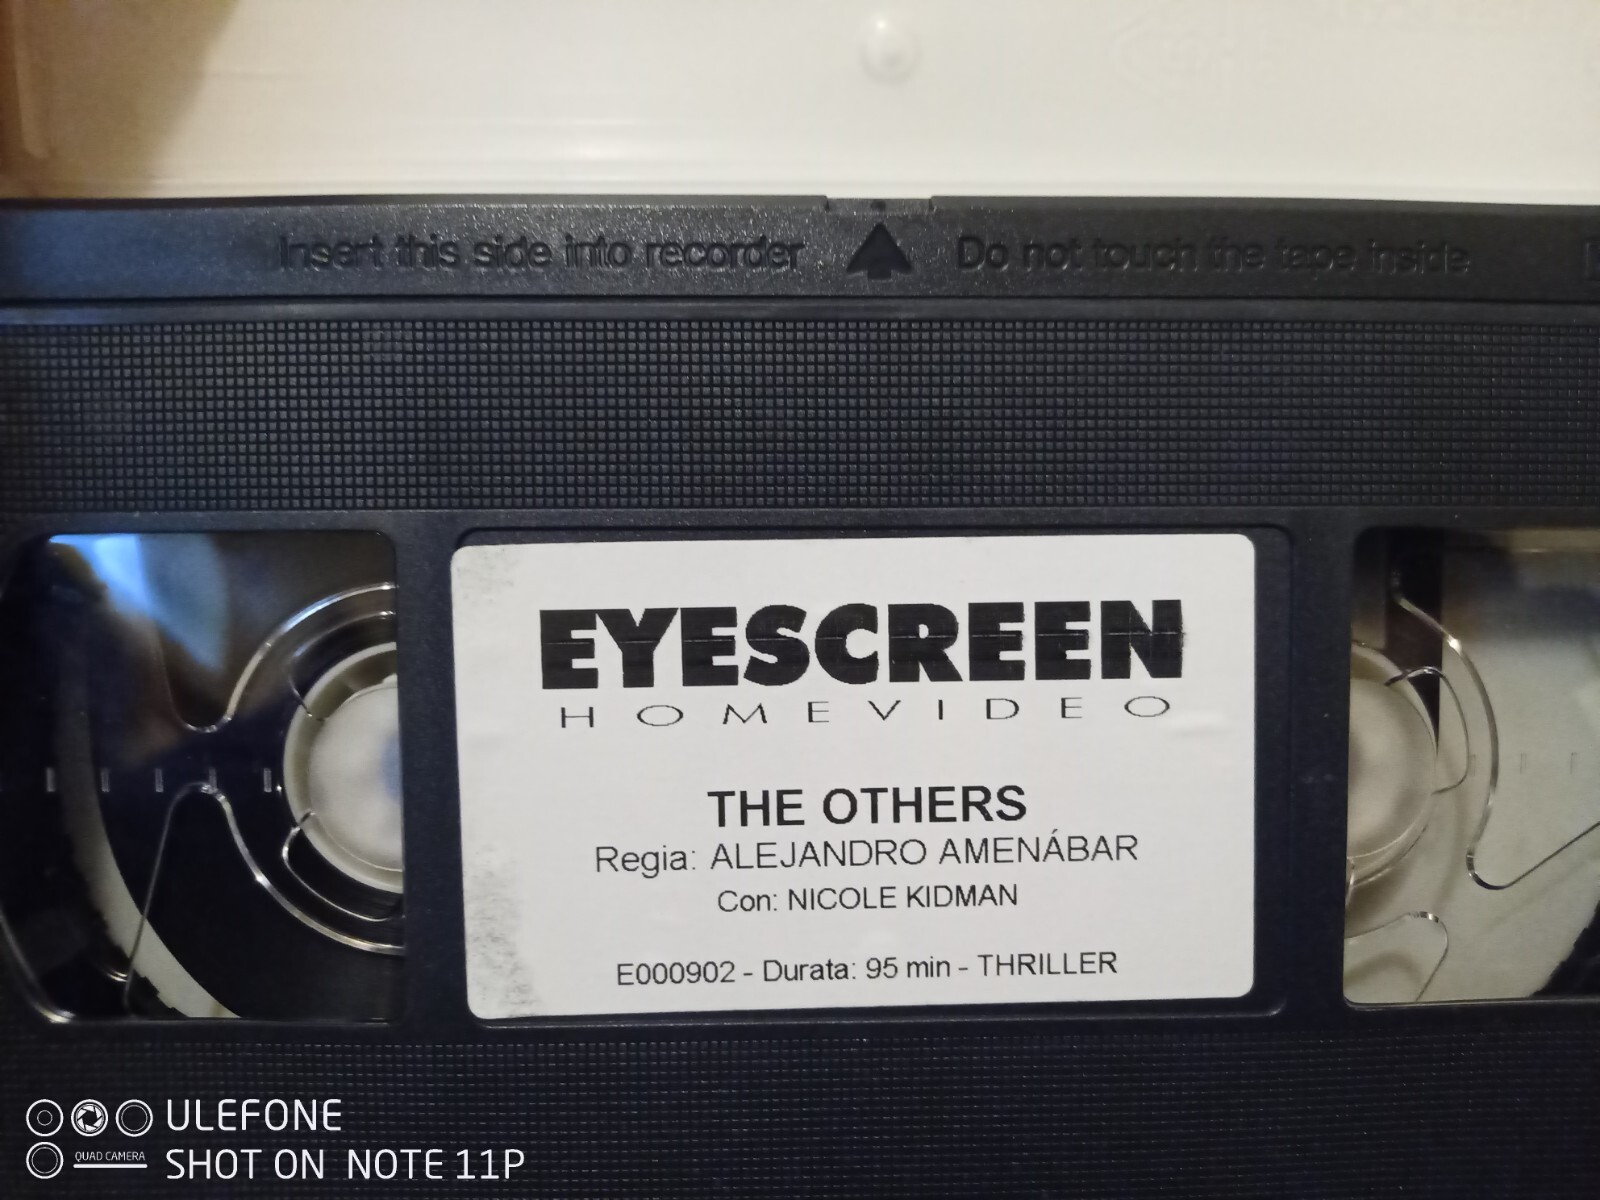 Insert this side into recorder Do not touch the tape inside
EYESCREEN
HOMEVIDEO
THE OTHERS
Regia: ALEJANDRO AMENÁBAR
Con: NICOLE KIDMAN
E000902 - Durata: 95 min - THRILLER
ULEFONE
QUAD CAMERA
SHOT ON NOTE 11P